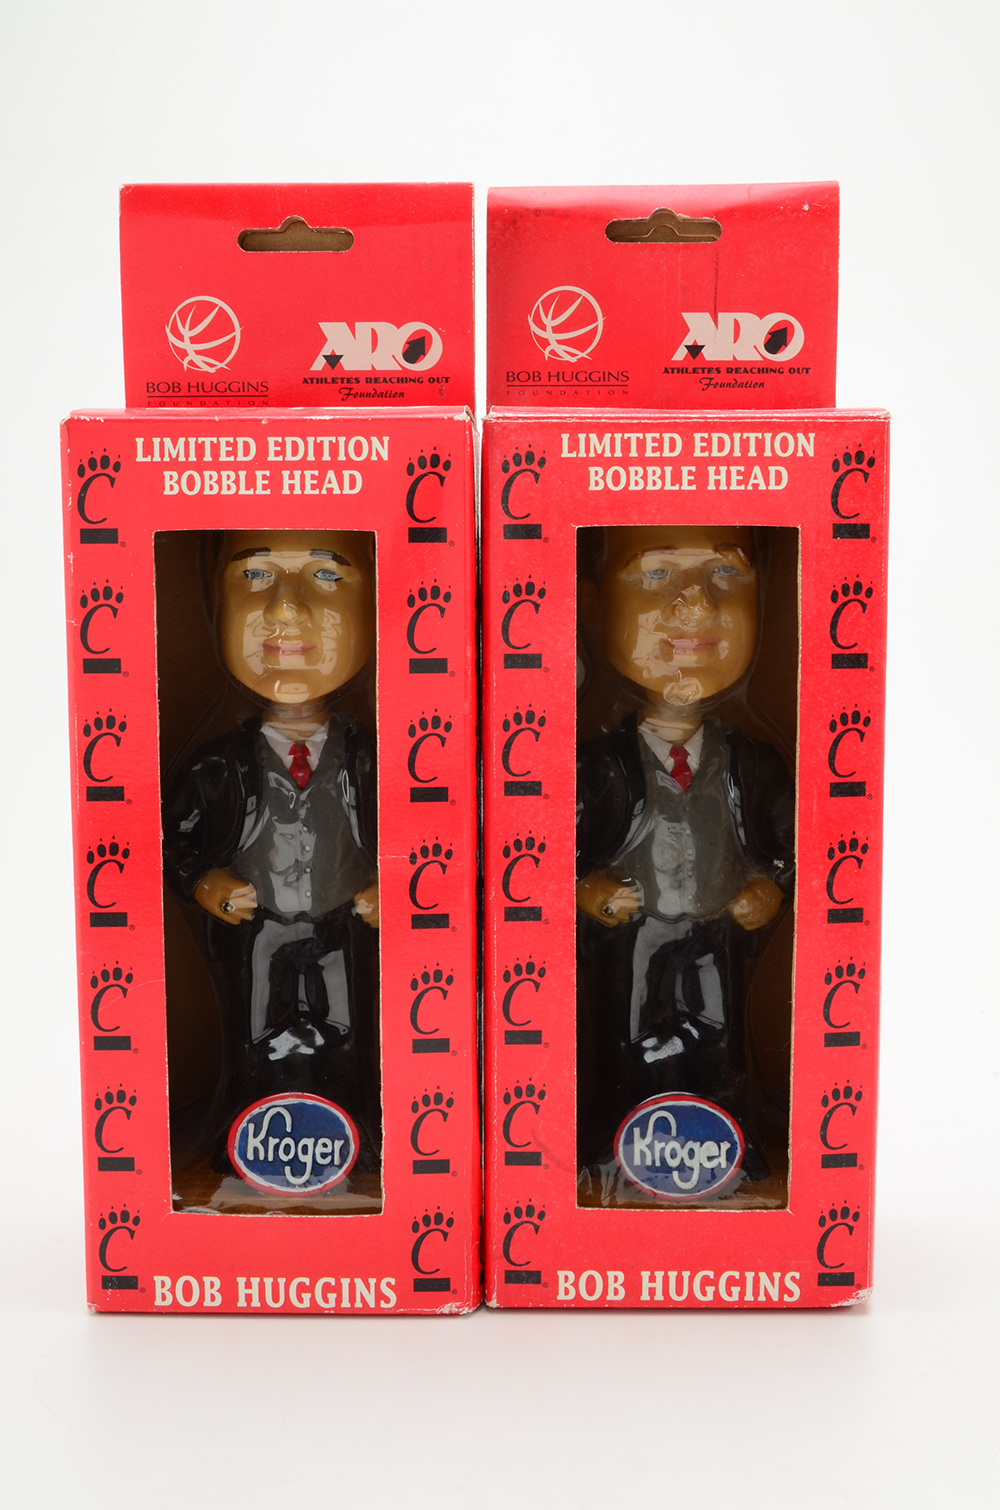 BOB HUGGINS
FOUNDATION
ARO
ATHLETES REACHING OUT
Foundation
LIMITED EDITION
BOBBLE HEAD
Kroger
BOB HUGGINS
BOB HUGGINS
FOUNDATION
ARO
ATHLETES REACHING OUT
Foundation
LIMITED EDITION
BOBBLE HEAD
Kroger
BOB HUGGINS